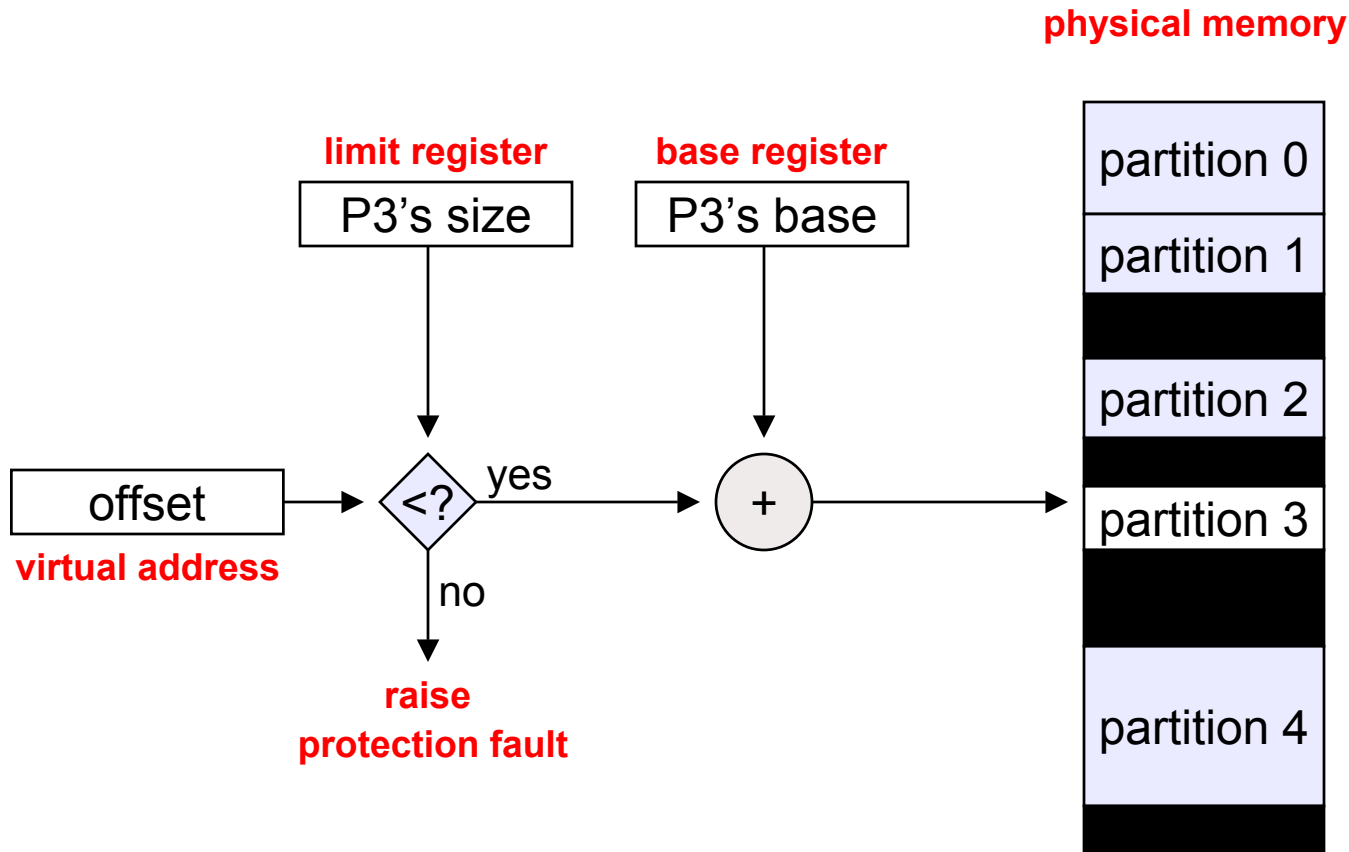 physical memory
limit register
base register
P3’s size
P3’s base
partition 0
partition 1
partition 2
offset
<?
yes
+
partition 3
virtual address
no
raise
protection fault
partition 4